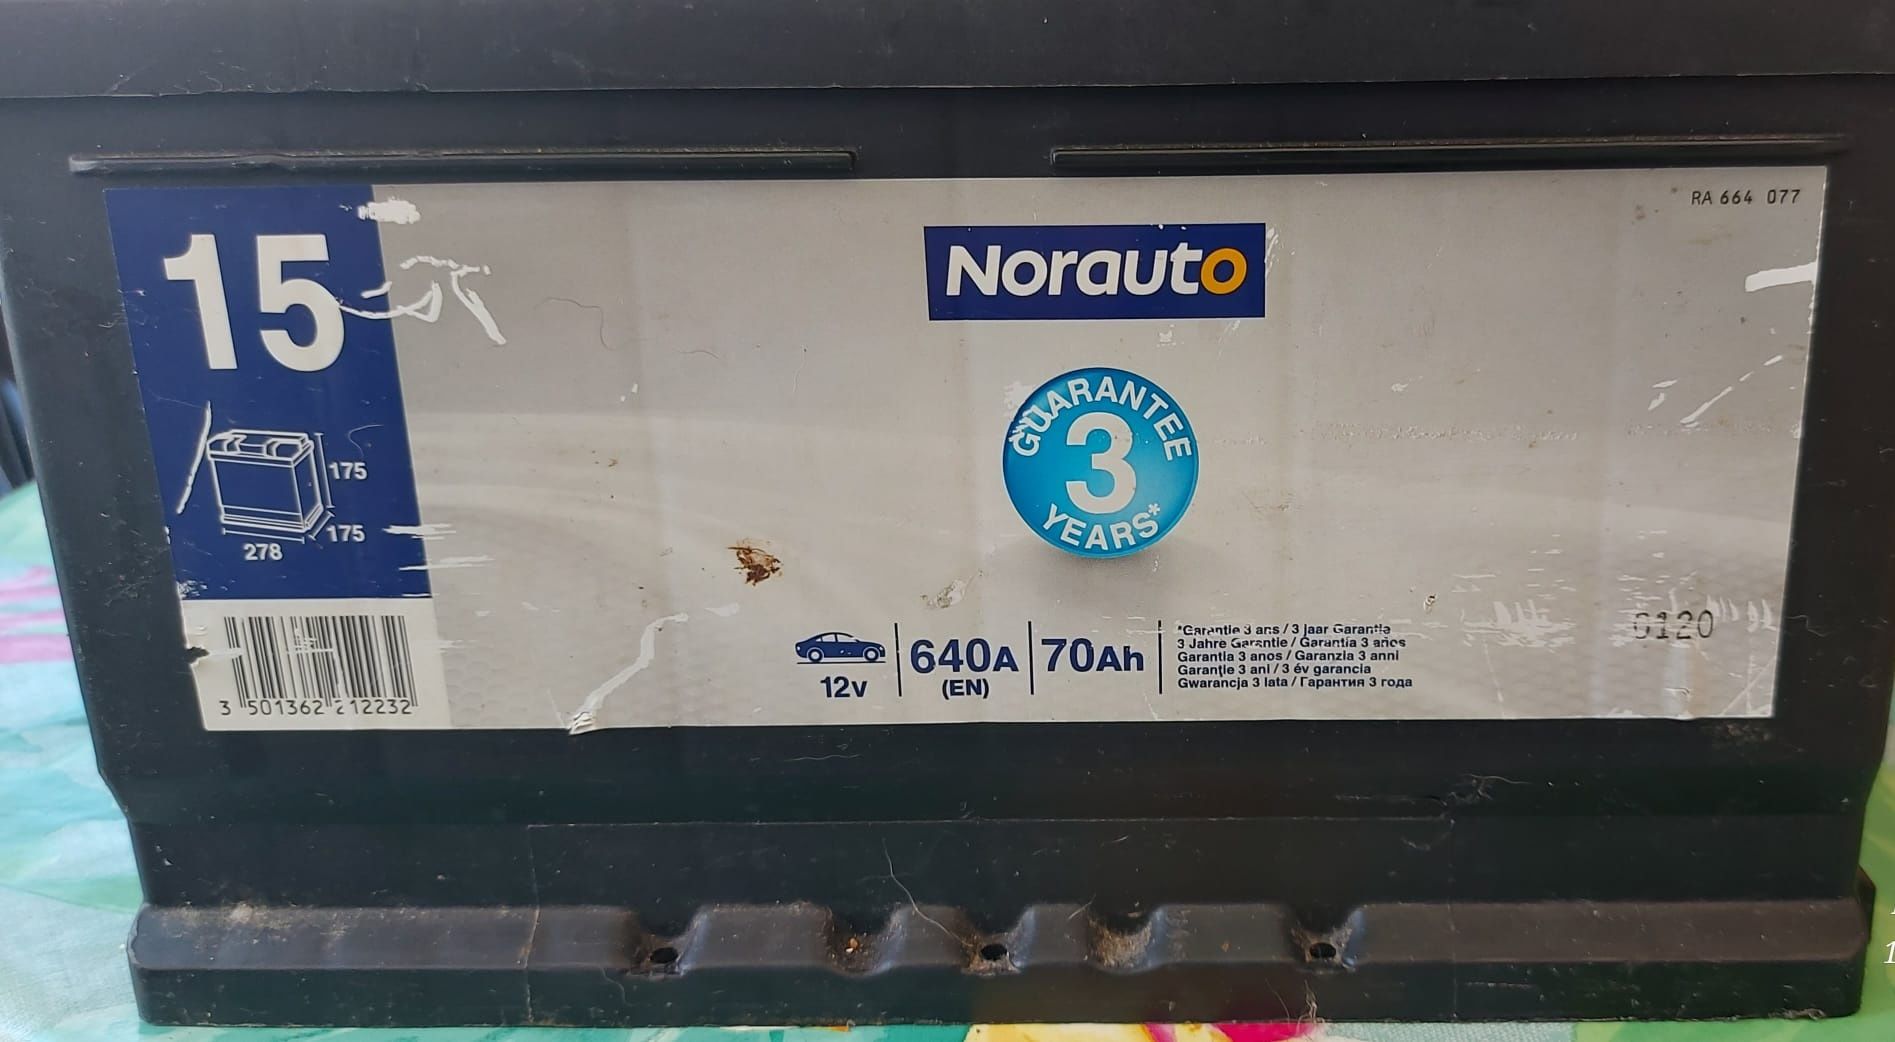 RA 664 077
15
Norauto
GUARANTEE
3
YEARS*
175
175
278
12v
640A
(EN)
70Ah
*Garantie 3 ans / 3 jaar Garantie
3 Jahre Garantie / Garantía 3 años
Garantia 3 anos / Garanzia 3 anni
Garanţie 3 ani / 3 év garancia
Gwarancja 3 lata / Гарантия 3 года
0120
3 501362 212232